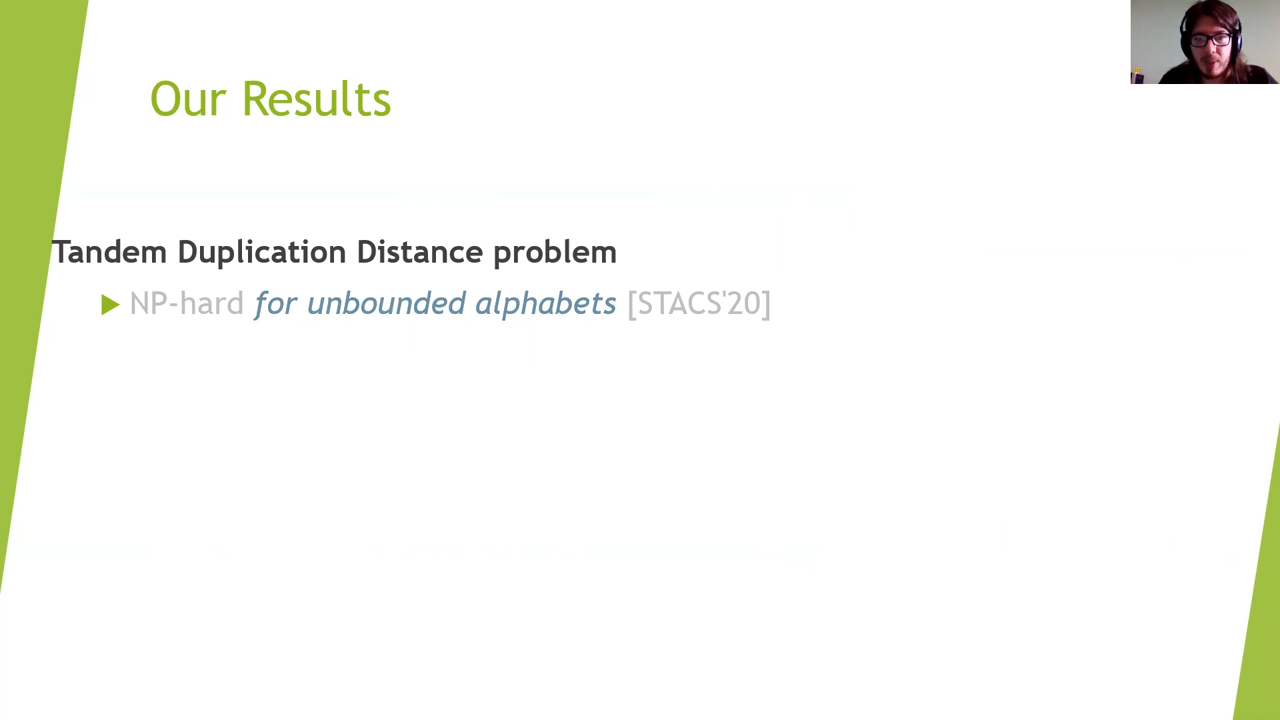 Our Results
Tandem Duplication Distance problem
NP-hard for unbounded alphabets [STACS'20]